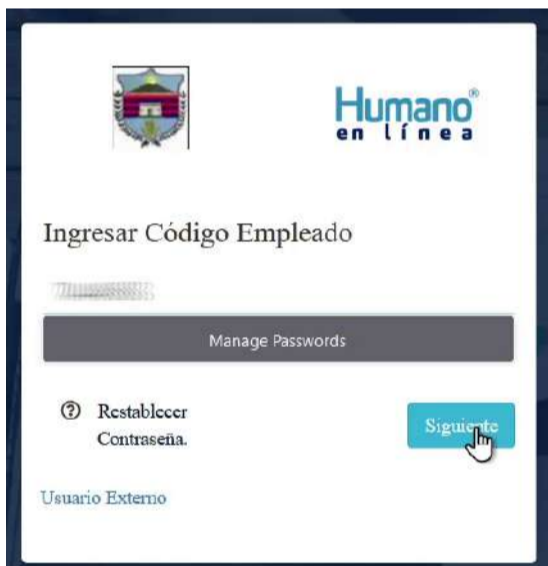 Humano®
en línea
Ingresar Código Empleado
Manage Passwords
Restablecer
Contraseña.
Siguiente
Usuario Externo